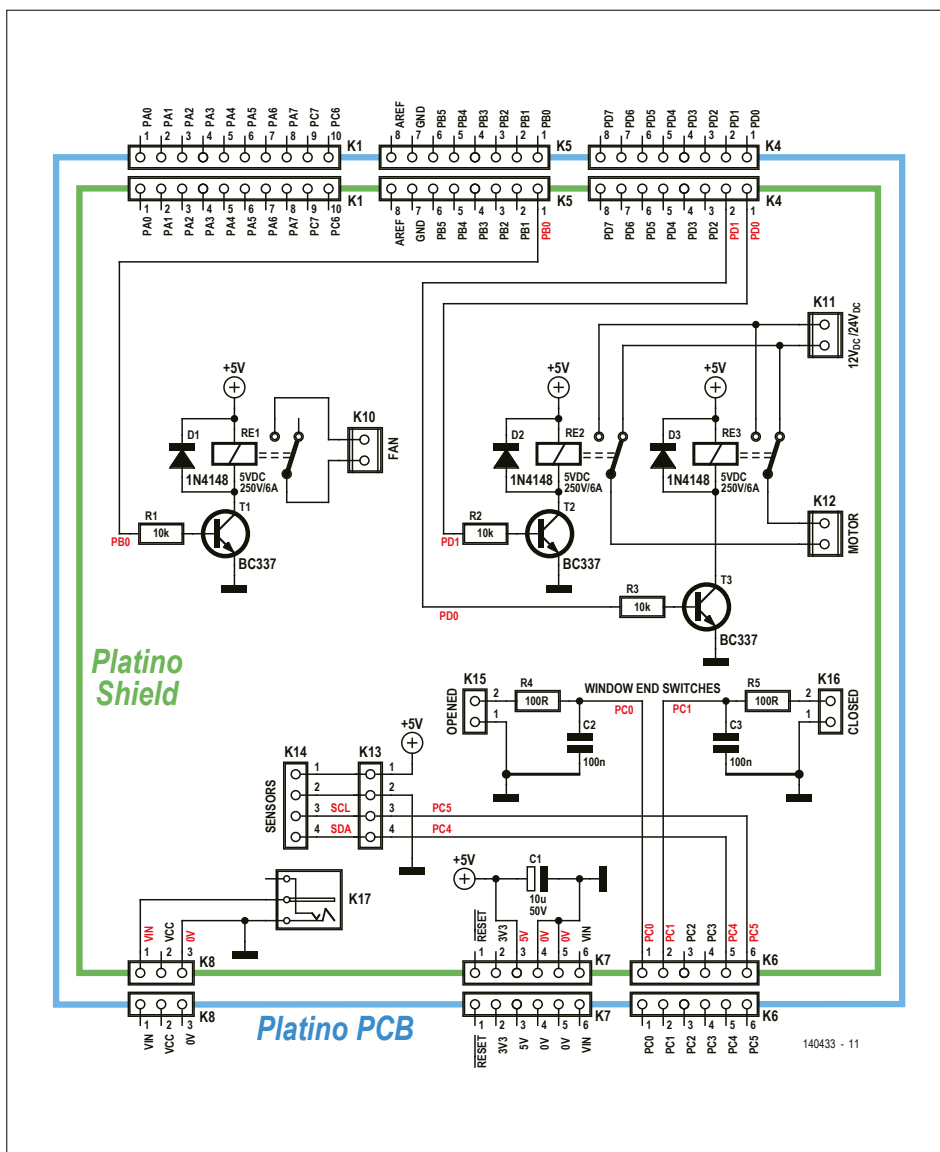 PA0 PA1 PA2 PA3 PA4 PA5 PA6 PA7 PC7 PC6
1 2 3 4 5 6 7 8 9 10
K1
AREF GND PB5 PB4 PB3 PB2 PB1 PB0
8 7 6 5 4 3 2 1
K5
PD7 PD6 PD5 PD4 PD3 PD2 PD1 PD0
8 7 6 5 4 3 2 1
K4
K1
1 2 3 4 5 6 7 8 9 10
PA0 PA1 PA2 PA3 PA4 PA5 PA6 PA7 PC7 PC6
K5
8 7 6 5 4 3 2 1
AREF GND PB5 PB4 PB3 PB2 PB1 PB0
K4
8 7 6 5 4 3 2 1
PD7 PD6 PD5 PD4 PD3 PD2 PD1 PD0
K11
12VDC /24VDC
+5V
D1
1N4148
RE1
5VDC
250V/6A
K10
FAN
T1
R1
10k
PB0
BC337
+5V
D2
1N4148
RE2
5VDC
250V/6A
T2
R2
10k
PD1
BC337
+5V
D3
1N4148
RE3
5VDC
250V/6A
K12
MOTOR
T3
R3
10k
PD0
BC337
Platino
Shield
K15
OPENED
2
1
R4
100R
WINDOW END SWITCHES
PC0
C2
100n
PC1
C3
100n
R5
100R
K16
2
1
CLOSED
K14
SENSORS
1
2
3 SCL
4 SDA
K13
+5V
1
2
3 PC5
4 PC4
K17
+5V
C1
10u
50V
VIN VCC 0V
1 2 3
K8
RESET 3V3 5V 0V 0V VIN
1 2 3 4 5 6
K7
PC0 PC1 PC2 PC3 PC4 PC5
1 2 3 4 5 6
K6
K8
1 2 3
VIN VCC 0V
Platino PCB
K7
1 2 3 4 5 6
RESET 3V3 5V 0V 0V VIN
K6
1 2 3 4 5 6
PC0 PC1 PC2 PC3 PC4 PC5
140433 - 11